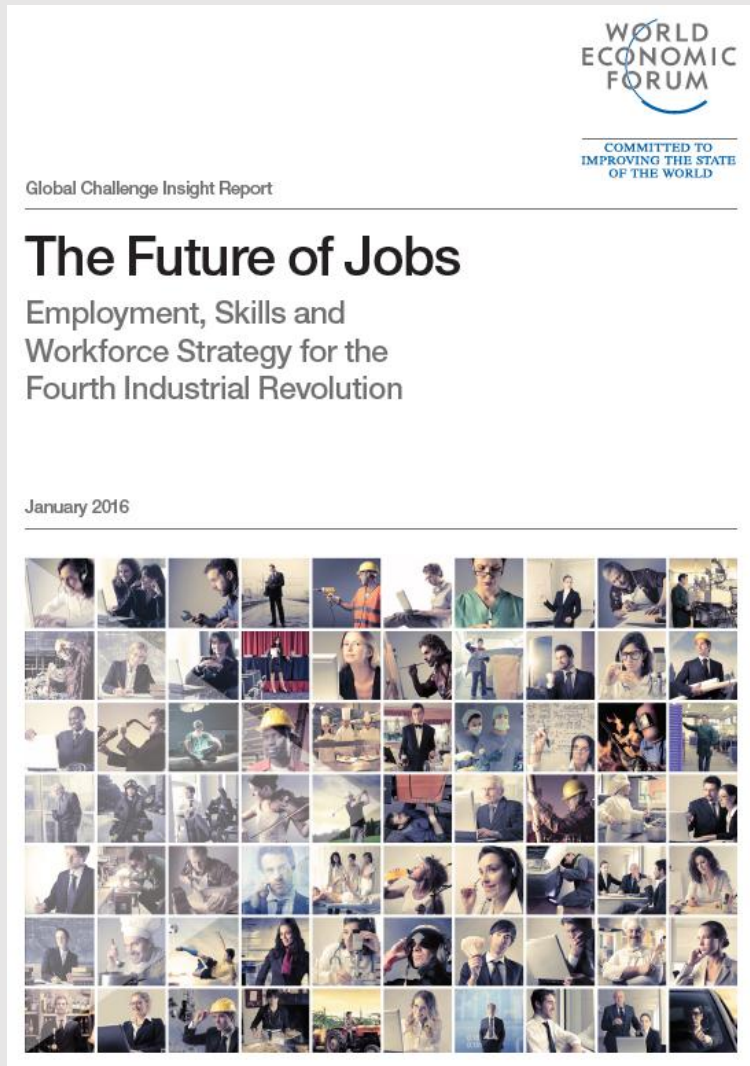 WORLD
ECONOMIC
FORUM
COMMITTED TO
IMPROVING THE STATE
OF THE WORLD
Global Challenge Insight Report
The Future of Jobs
Employment, Skills and
Workforce Strategy for the
Fourth Industrial Revolution
January 2016